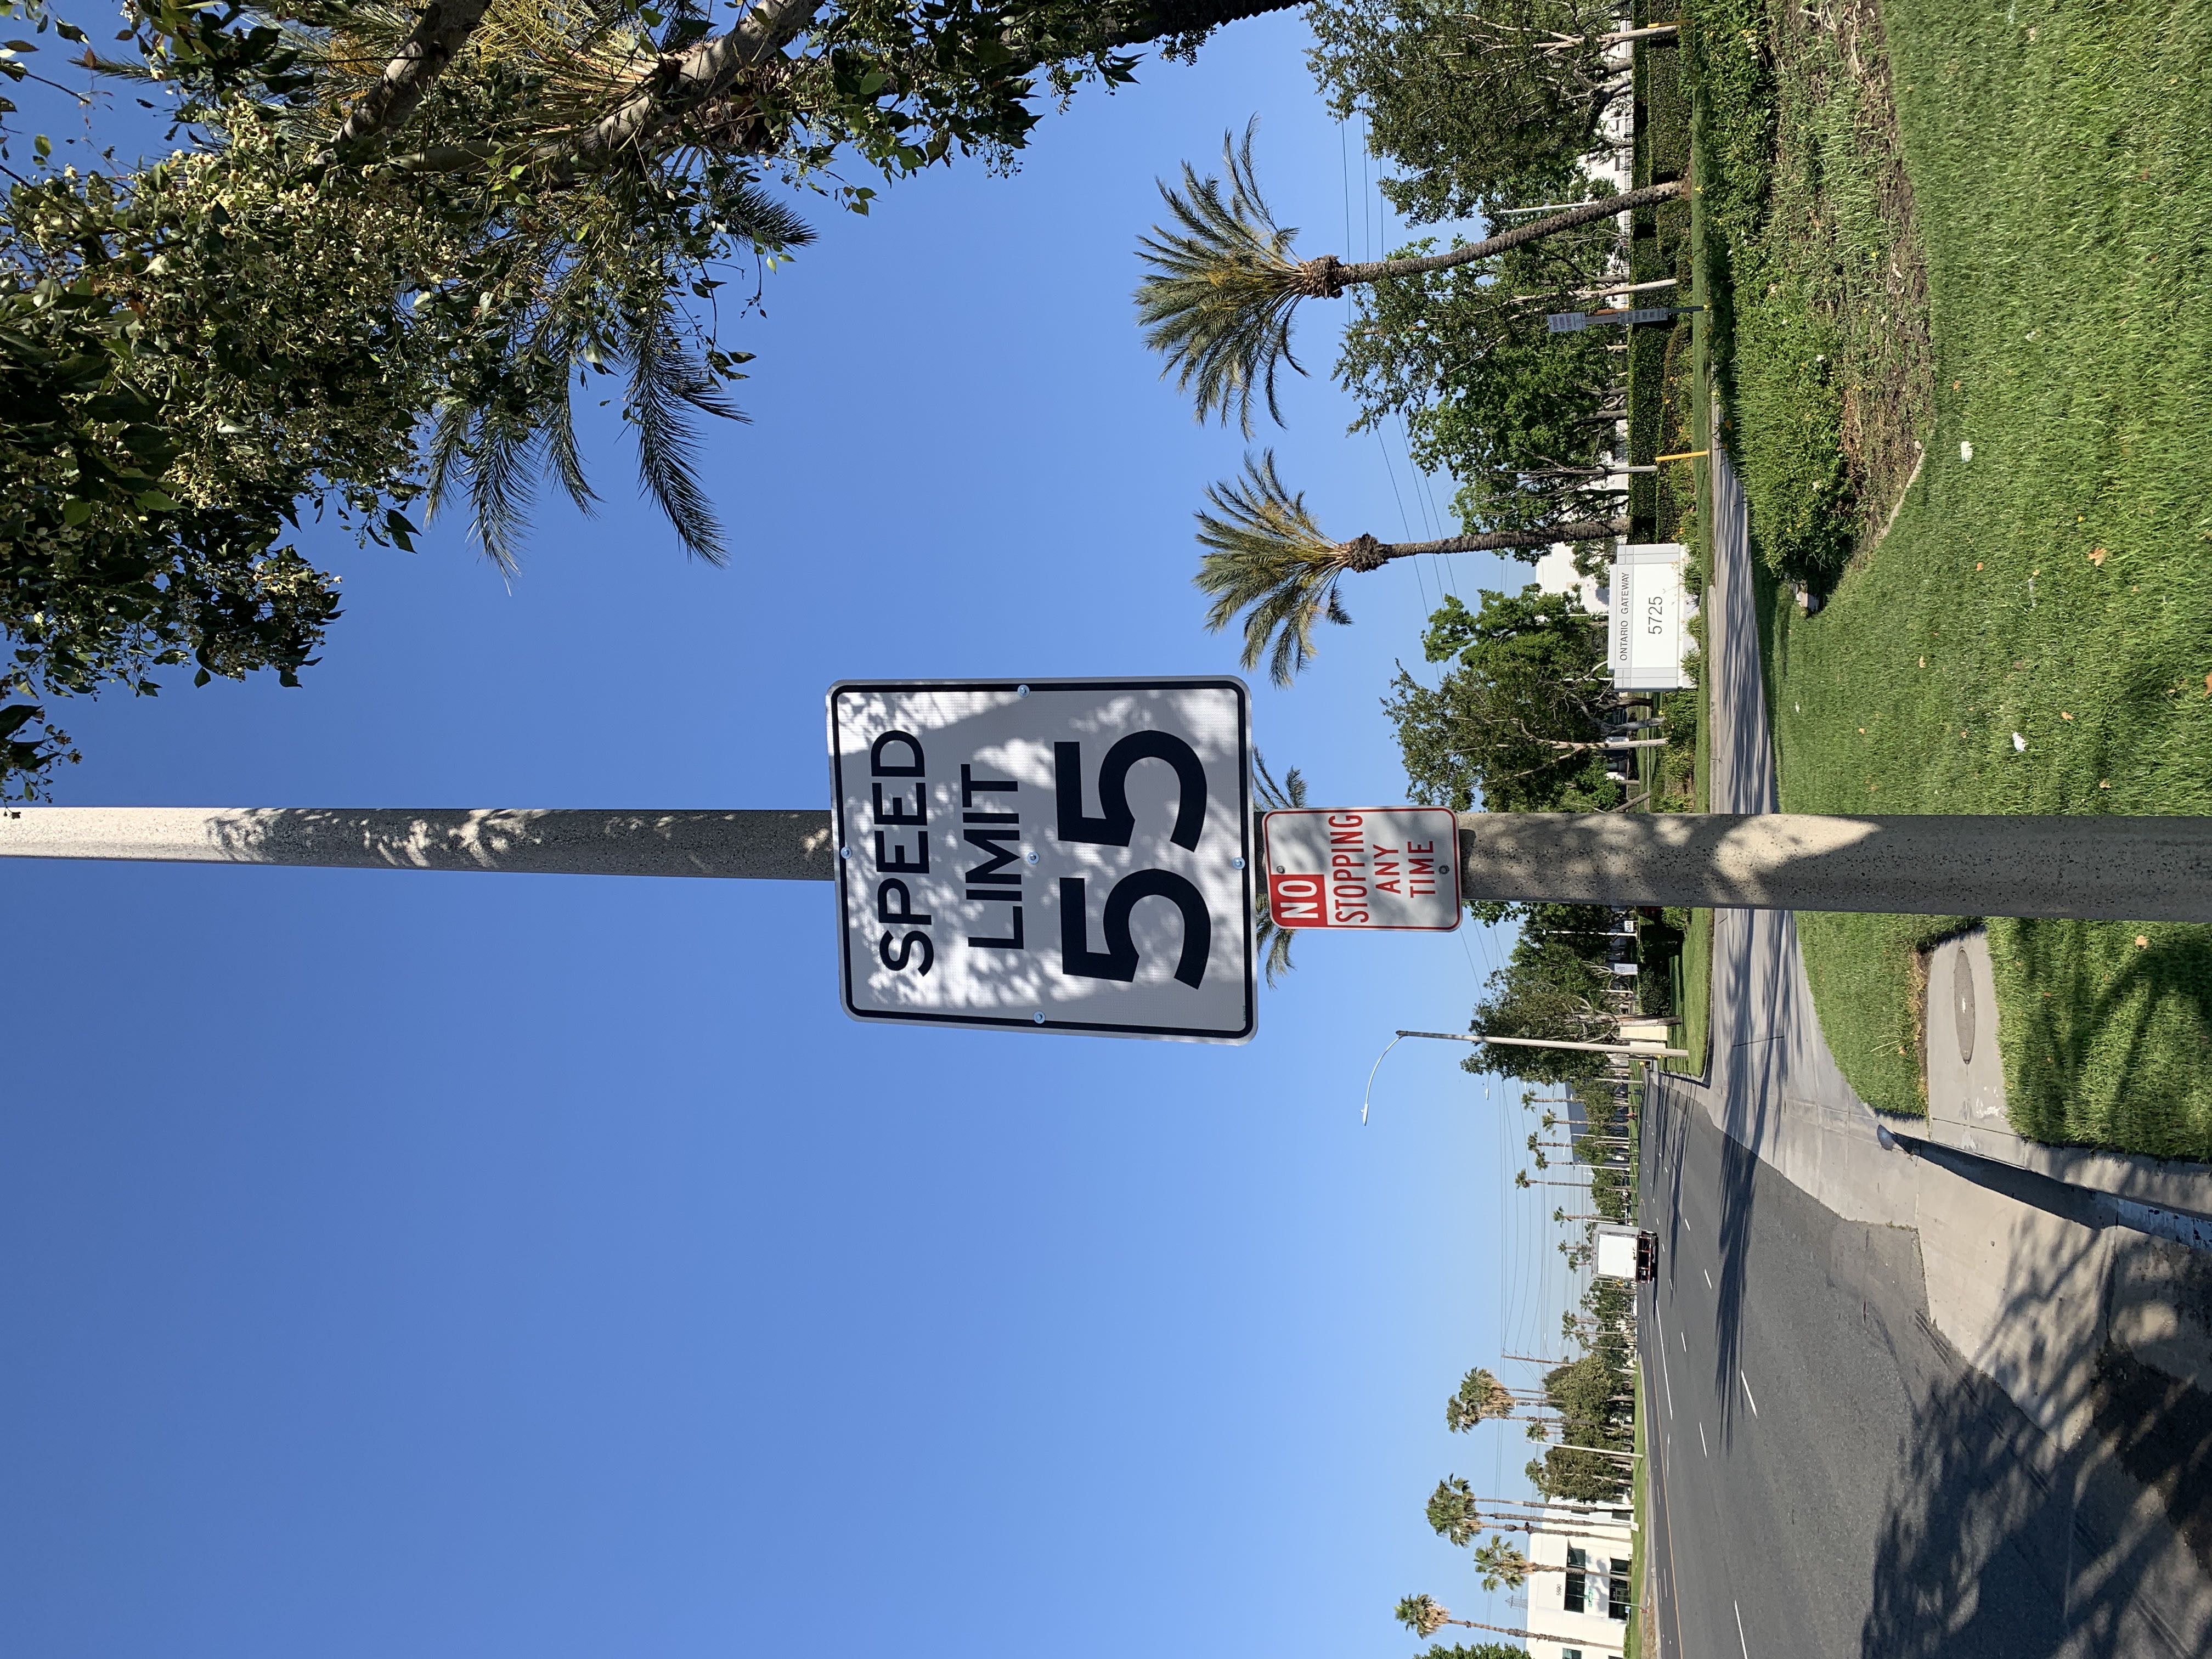 SPEED
LIMIT
55
NO
STOPPING
ANY
TIME
ONTARIO GATEWAY
5725